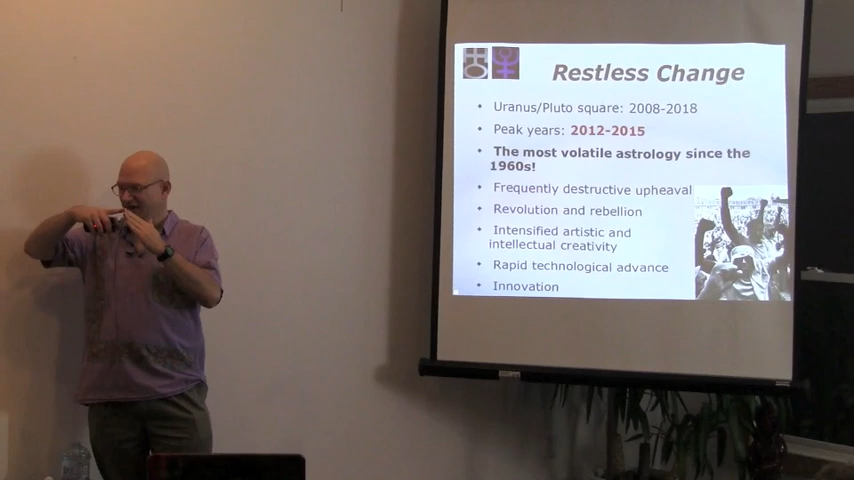 Restless Change
Uranus/Pluto square: 2008-2018
Peak years: 2012-2015
The most volatile astrology since the
1960s!
Frequently destructive upheaval
Revolution and rebellion
Intensified artistic and
intellectual creativity
Rapid technological advance
Innovation